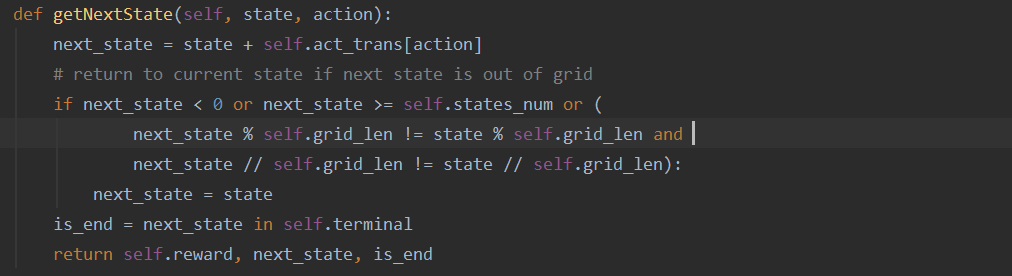 def getNextState(self, state, action):
    next_state = state + self.act_trans[action]
    # return to current state if next state is out of grid
    if next_state < 0 or next_state >= self.states_num or (
            next_state % self.grid_len != state % self.grid_len and
            next_state // self.grid_len != state // self.grid_len):
        next_state = state
    is_end = next_state in self.terminal
    return self.reward, next_state, is_end